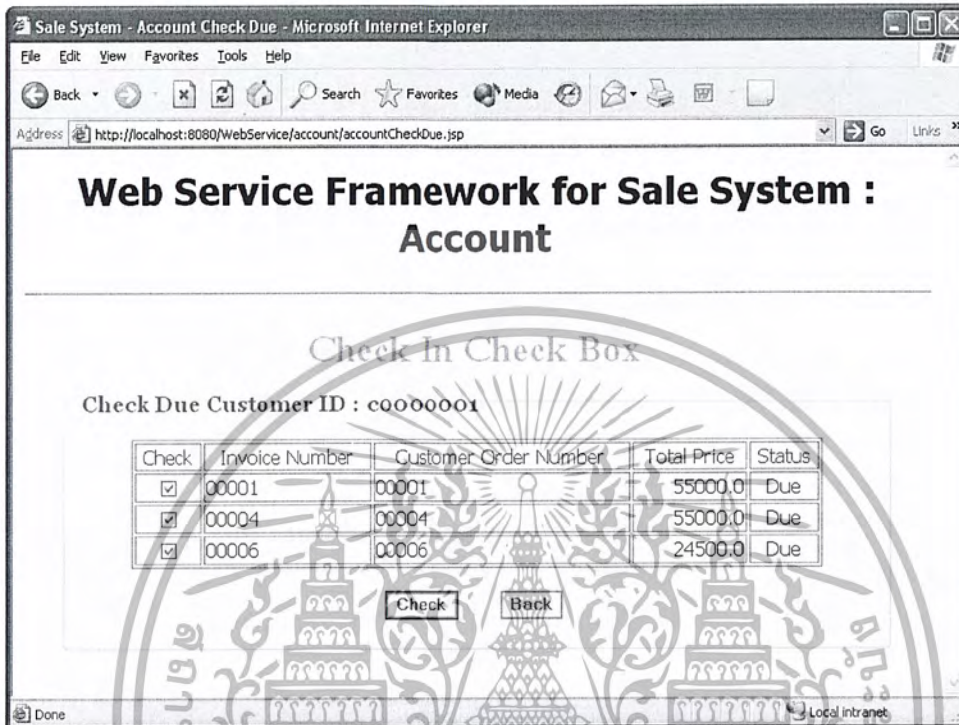 Sale System - Account Check Due - Microsoft Internet Explorer
File Edit View Favorites Tools Help
Back Search Favorites Media
Address http://localhost:8080/WebService/account/accountCheckDue.jsp Go Links »
Web Service Framework for Sale System :
Account
Check In Check Box
Check Due Customer ID : c0000001
Check Invoice Number Customer Order Number Total Price Status
00001 00001 55000.0 Due
00004 00004 55000.0 Due
00006 00006 24500.0 Due
Check Back
Done Local intranet